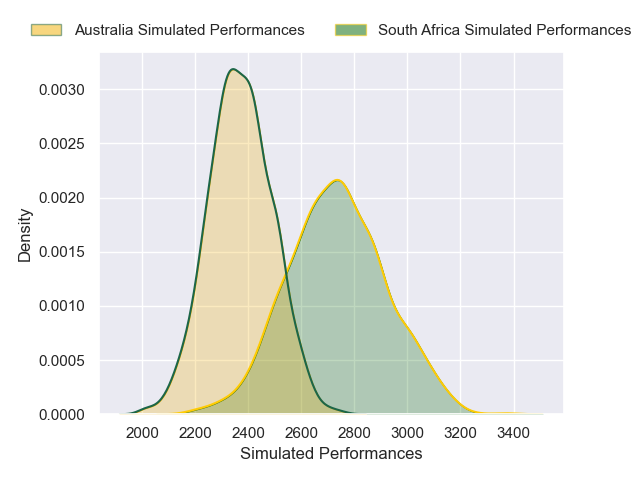 Australia Simulated Performances South Africa Simulated Performances
0.0030
0.0025
0.0020
0.0015
0.0010
0.0005
0.0000
Density
2000 2200 2400 2600 2800 3000 3200 3400
Simulated Performances